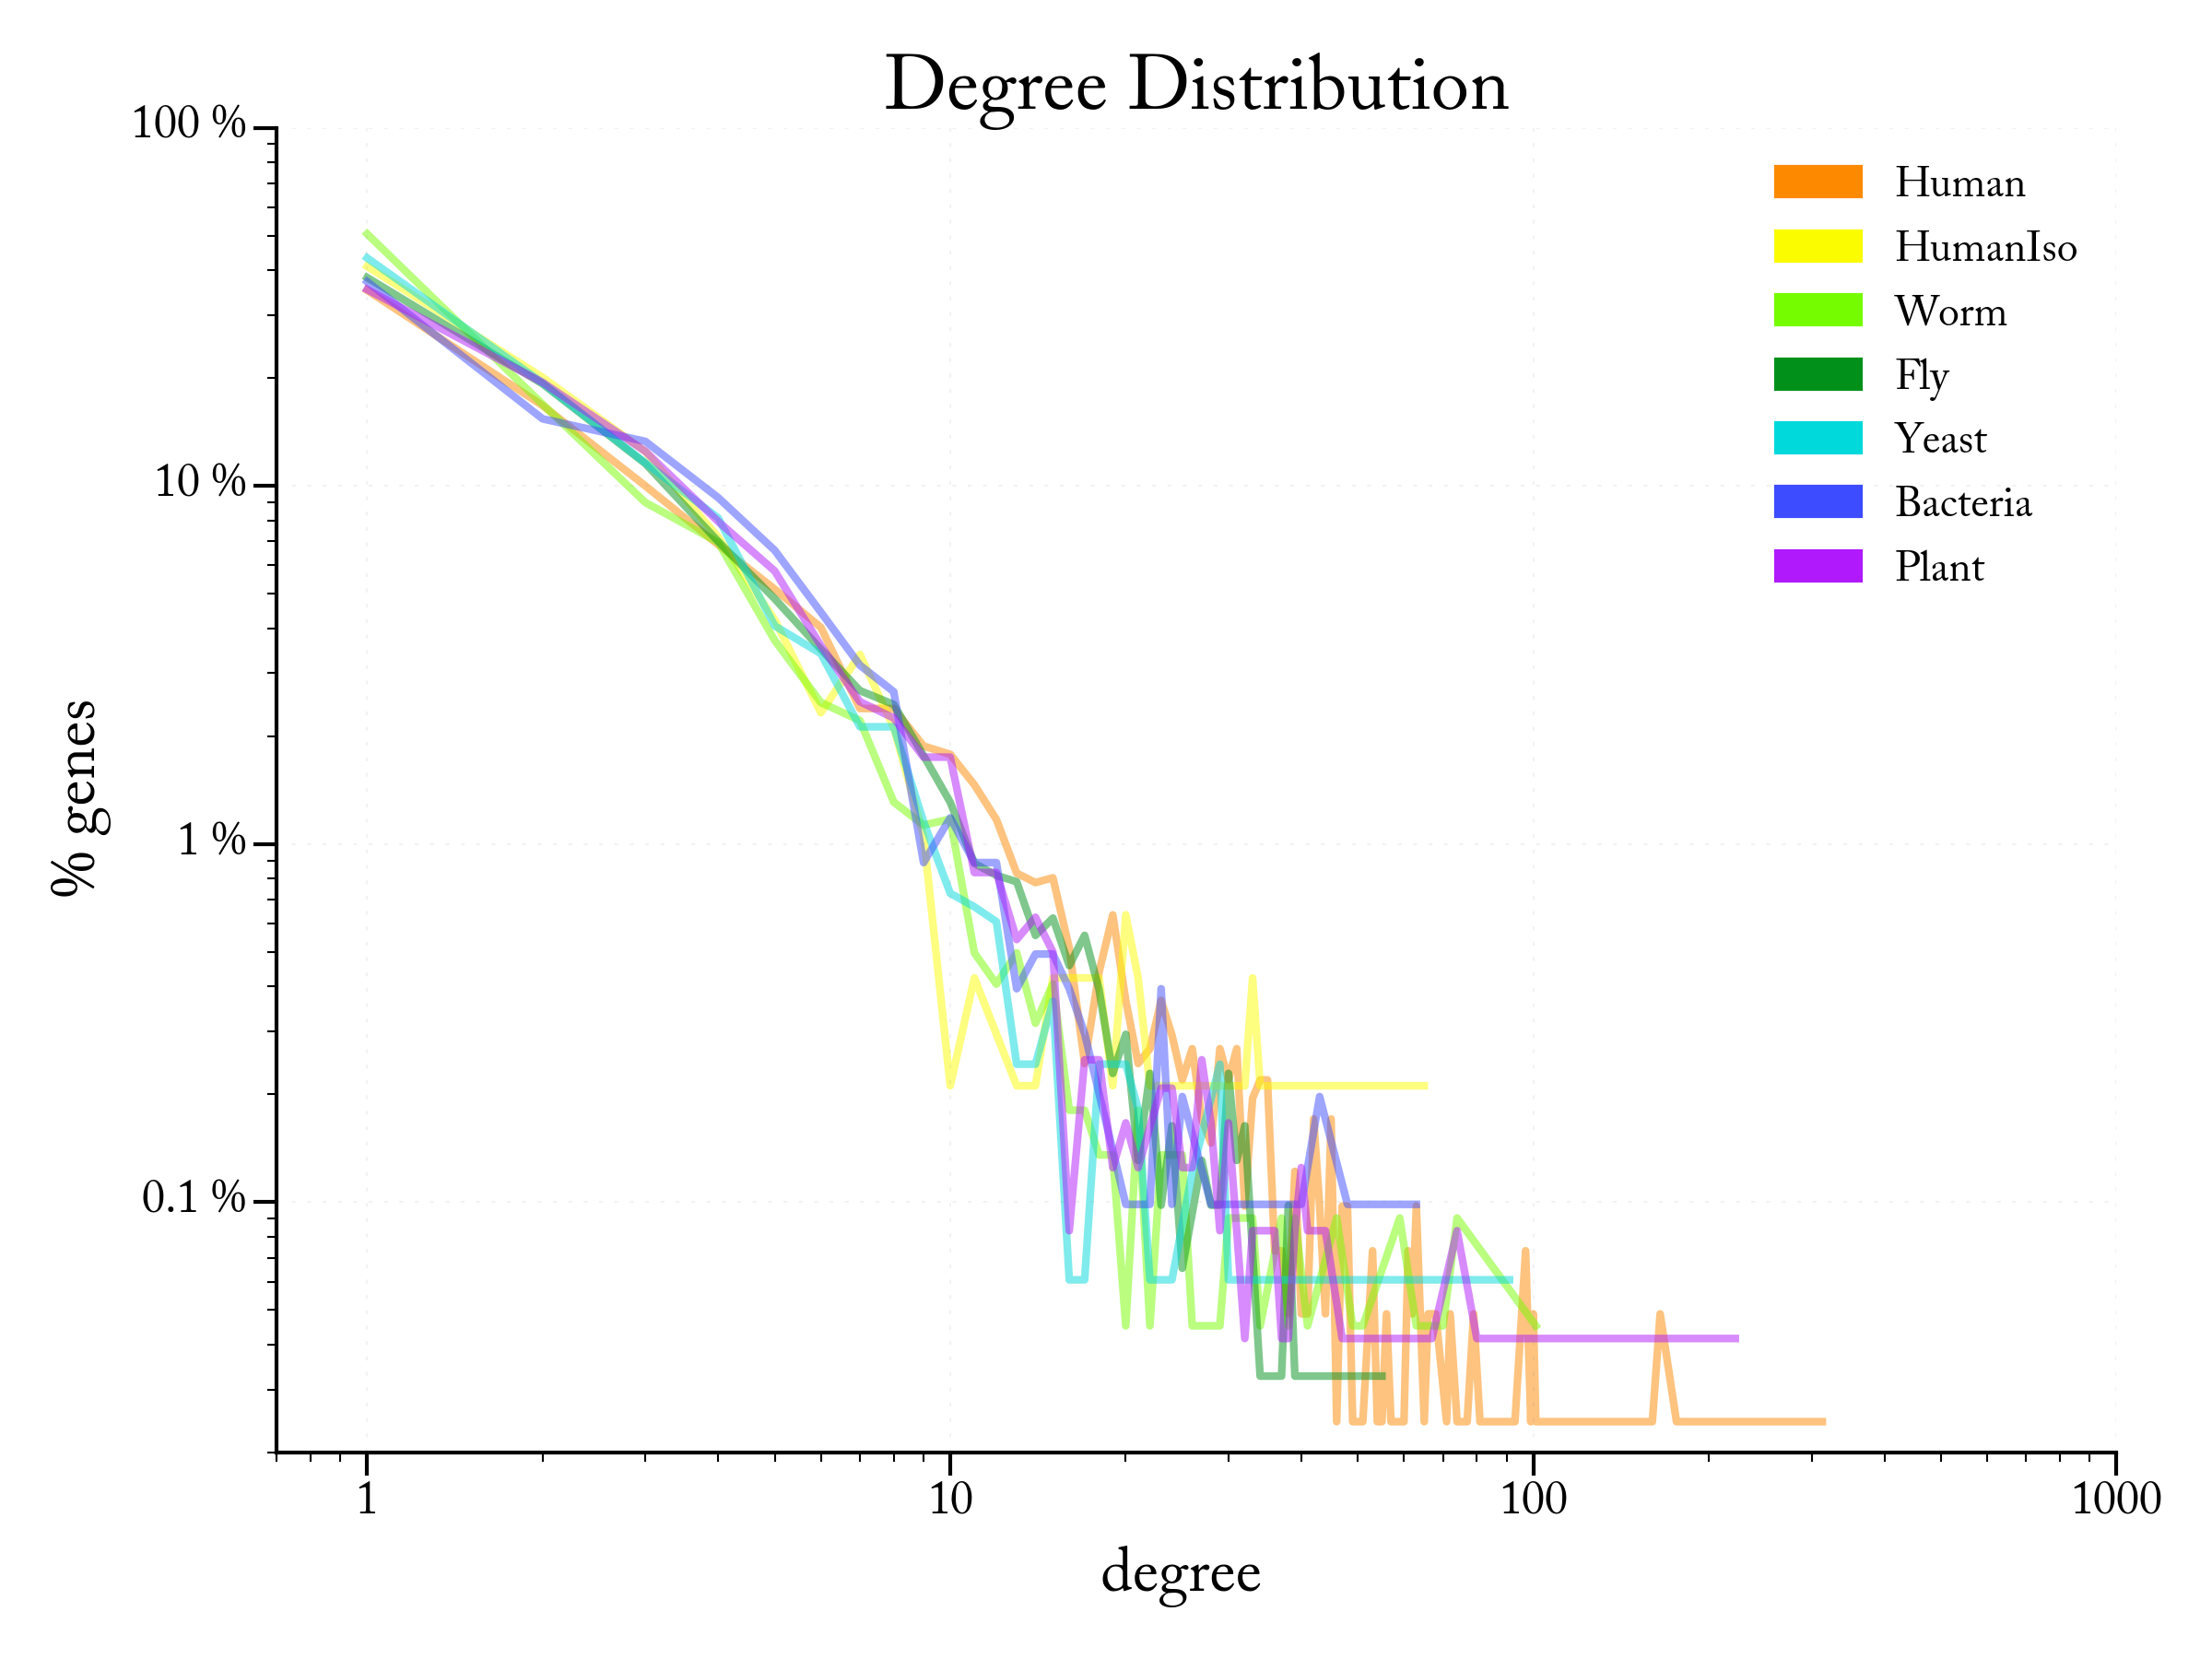 Degree Distribution
100 %
10 %
1 %
0.1 %
% genes
Human
HumanIso
Worm
Fly
Yeast
Bacteria
Plant
1 10 100 1000
degree